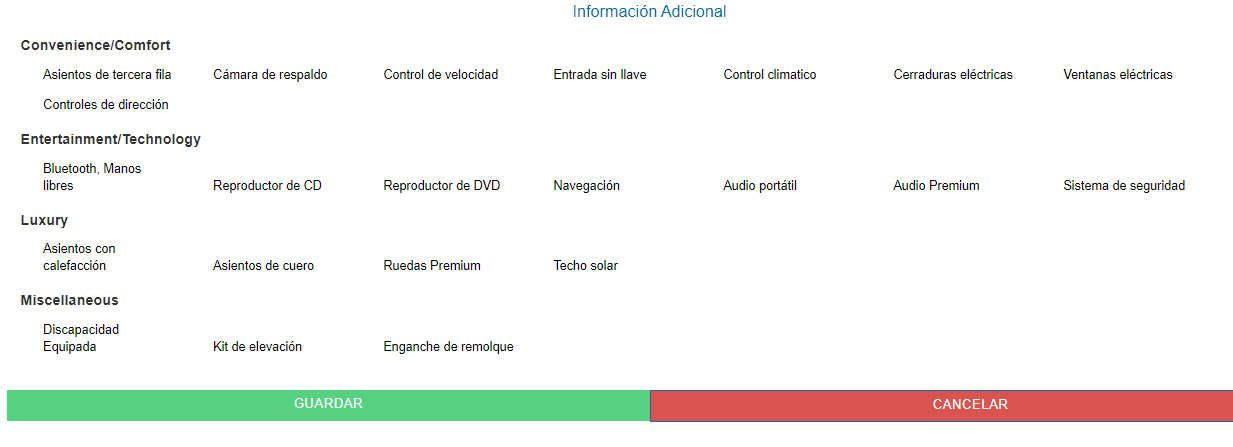 Información Adicional
Convenience/Comfort
Asientos de tercera fila Cámara de respaldo Control de velocidad Entrada sin llave Control climatico Cerraduras eléctricas Ventanas eléctricas
Controles de dirección
Entertainment/Technology
Bluetooth, Manos
libres Reproductor de CD Reproductor de DVD Navegación Audio portátil Audio Premium Sistema de seguridad
Luxury
Asientos con
calefacción Asientos de cuero Ruedas Premium Techo solar
Miscellaneous
Discapacidad
Equipada Kit de elevación Enganche de remolque
GUARDAR CANCELAR